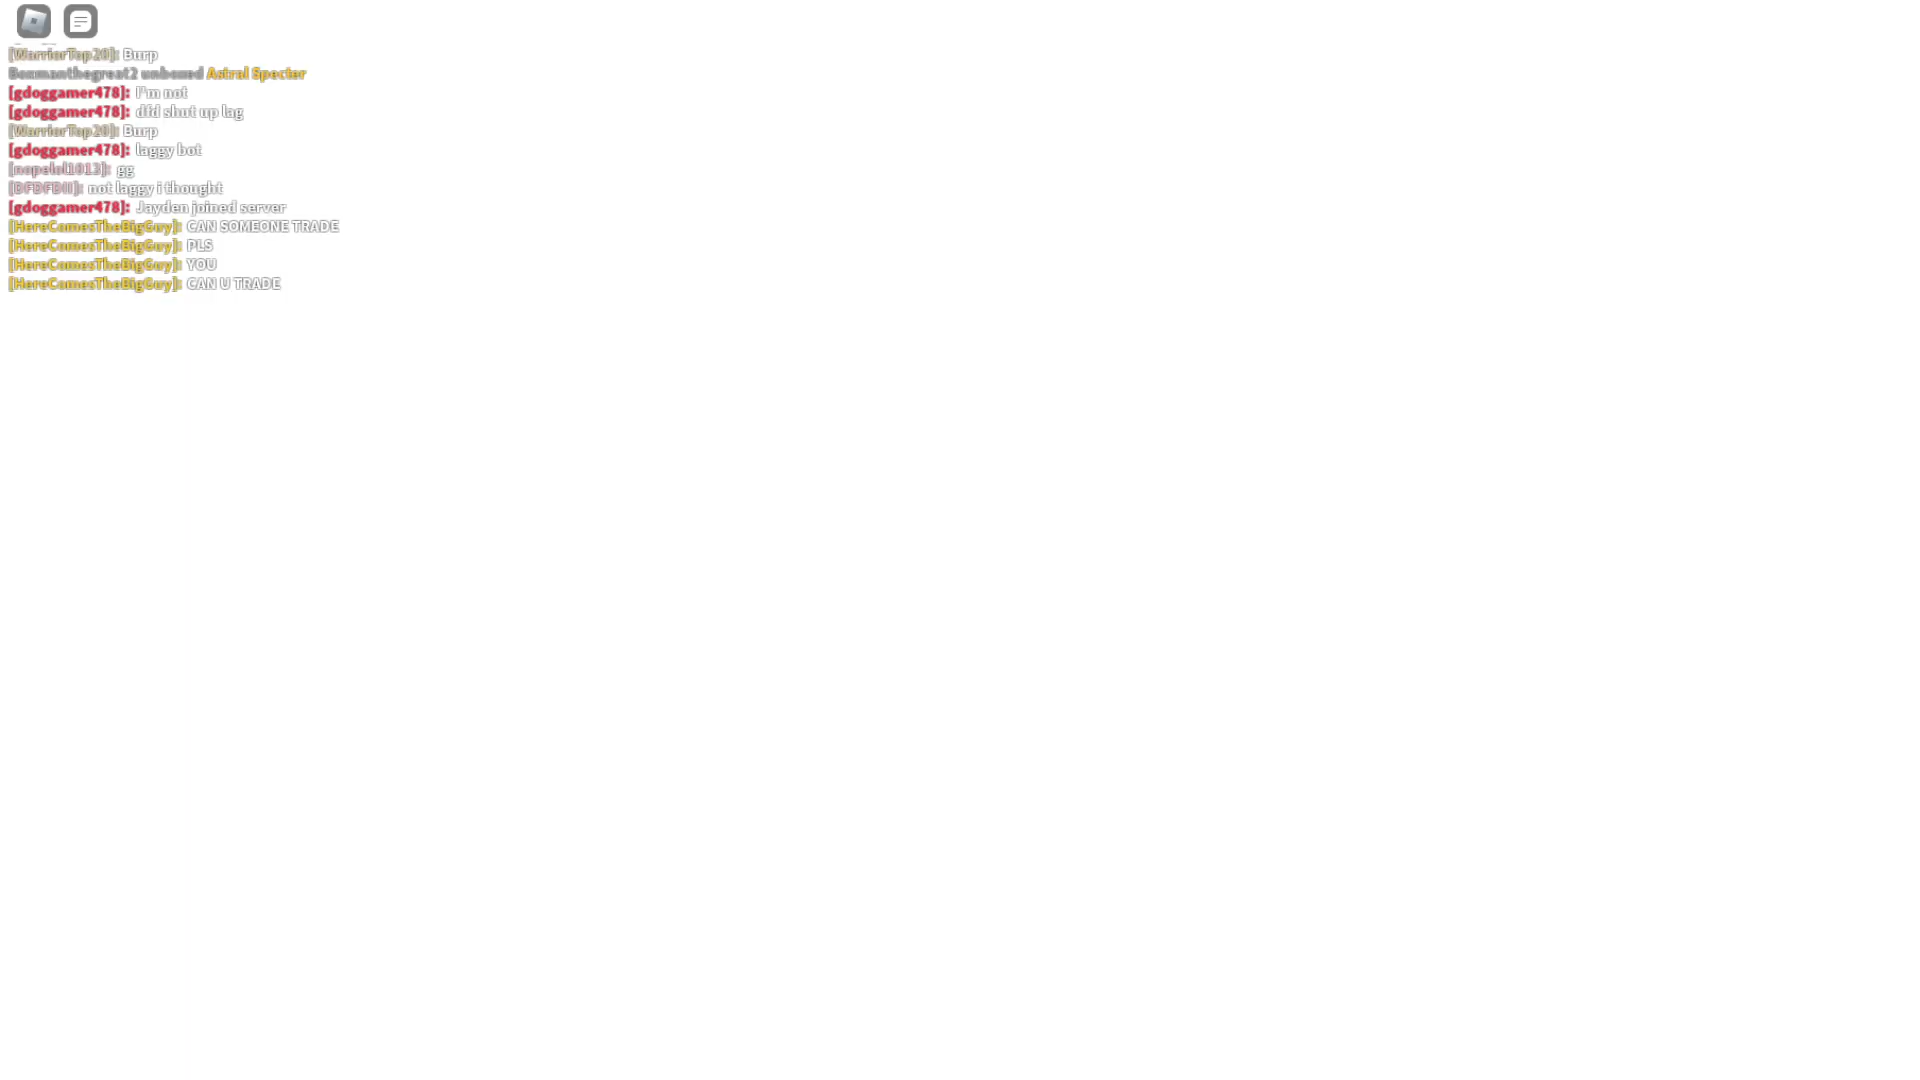 [WarriorTop20]: Burp
Boxmanthegreat2 unboxed Astral Specter
[gdoggamer478]: I'm not
[gdoggamer478]: dfd shut up lag
[WarriorTop20]: Burp
[gdoggamer478]: laggy bot
[nopelol1013]: gg
[DFDFDII]: not laggy i thought
[gdoggamer478]: Jayden joined server
[HereComesTheBigGuy]: CAN SOMEONE TRADE
[HereComesTheBigGuy]: PLS
[HereComesTheBigGuy]: YOU
[HereComesTheBigGuy]: CAN U TRADE